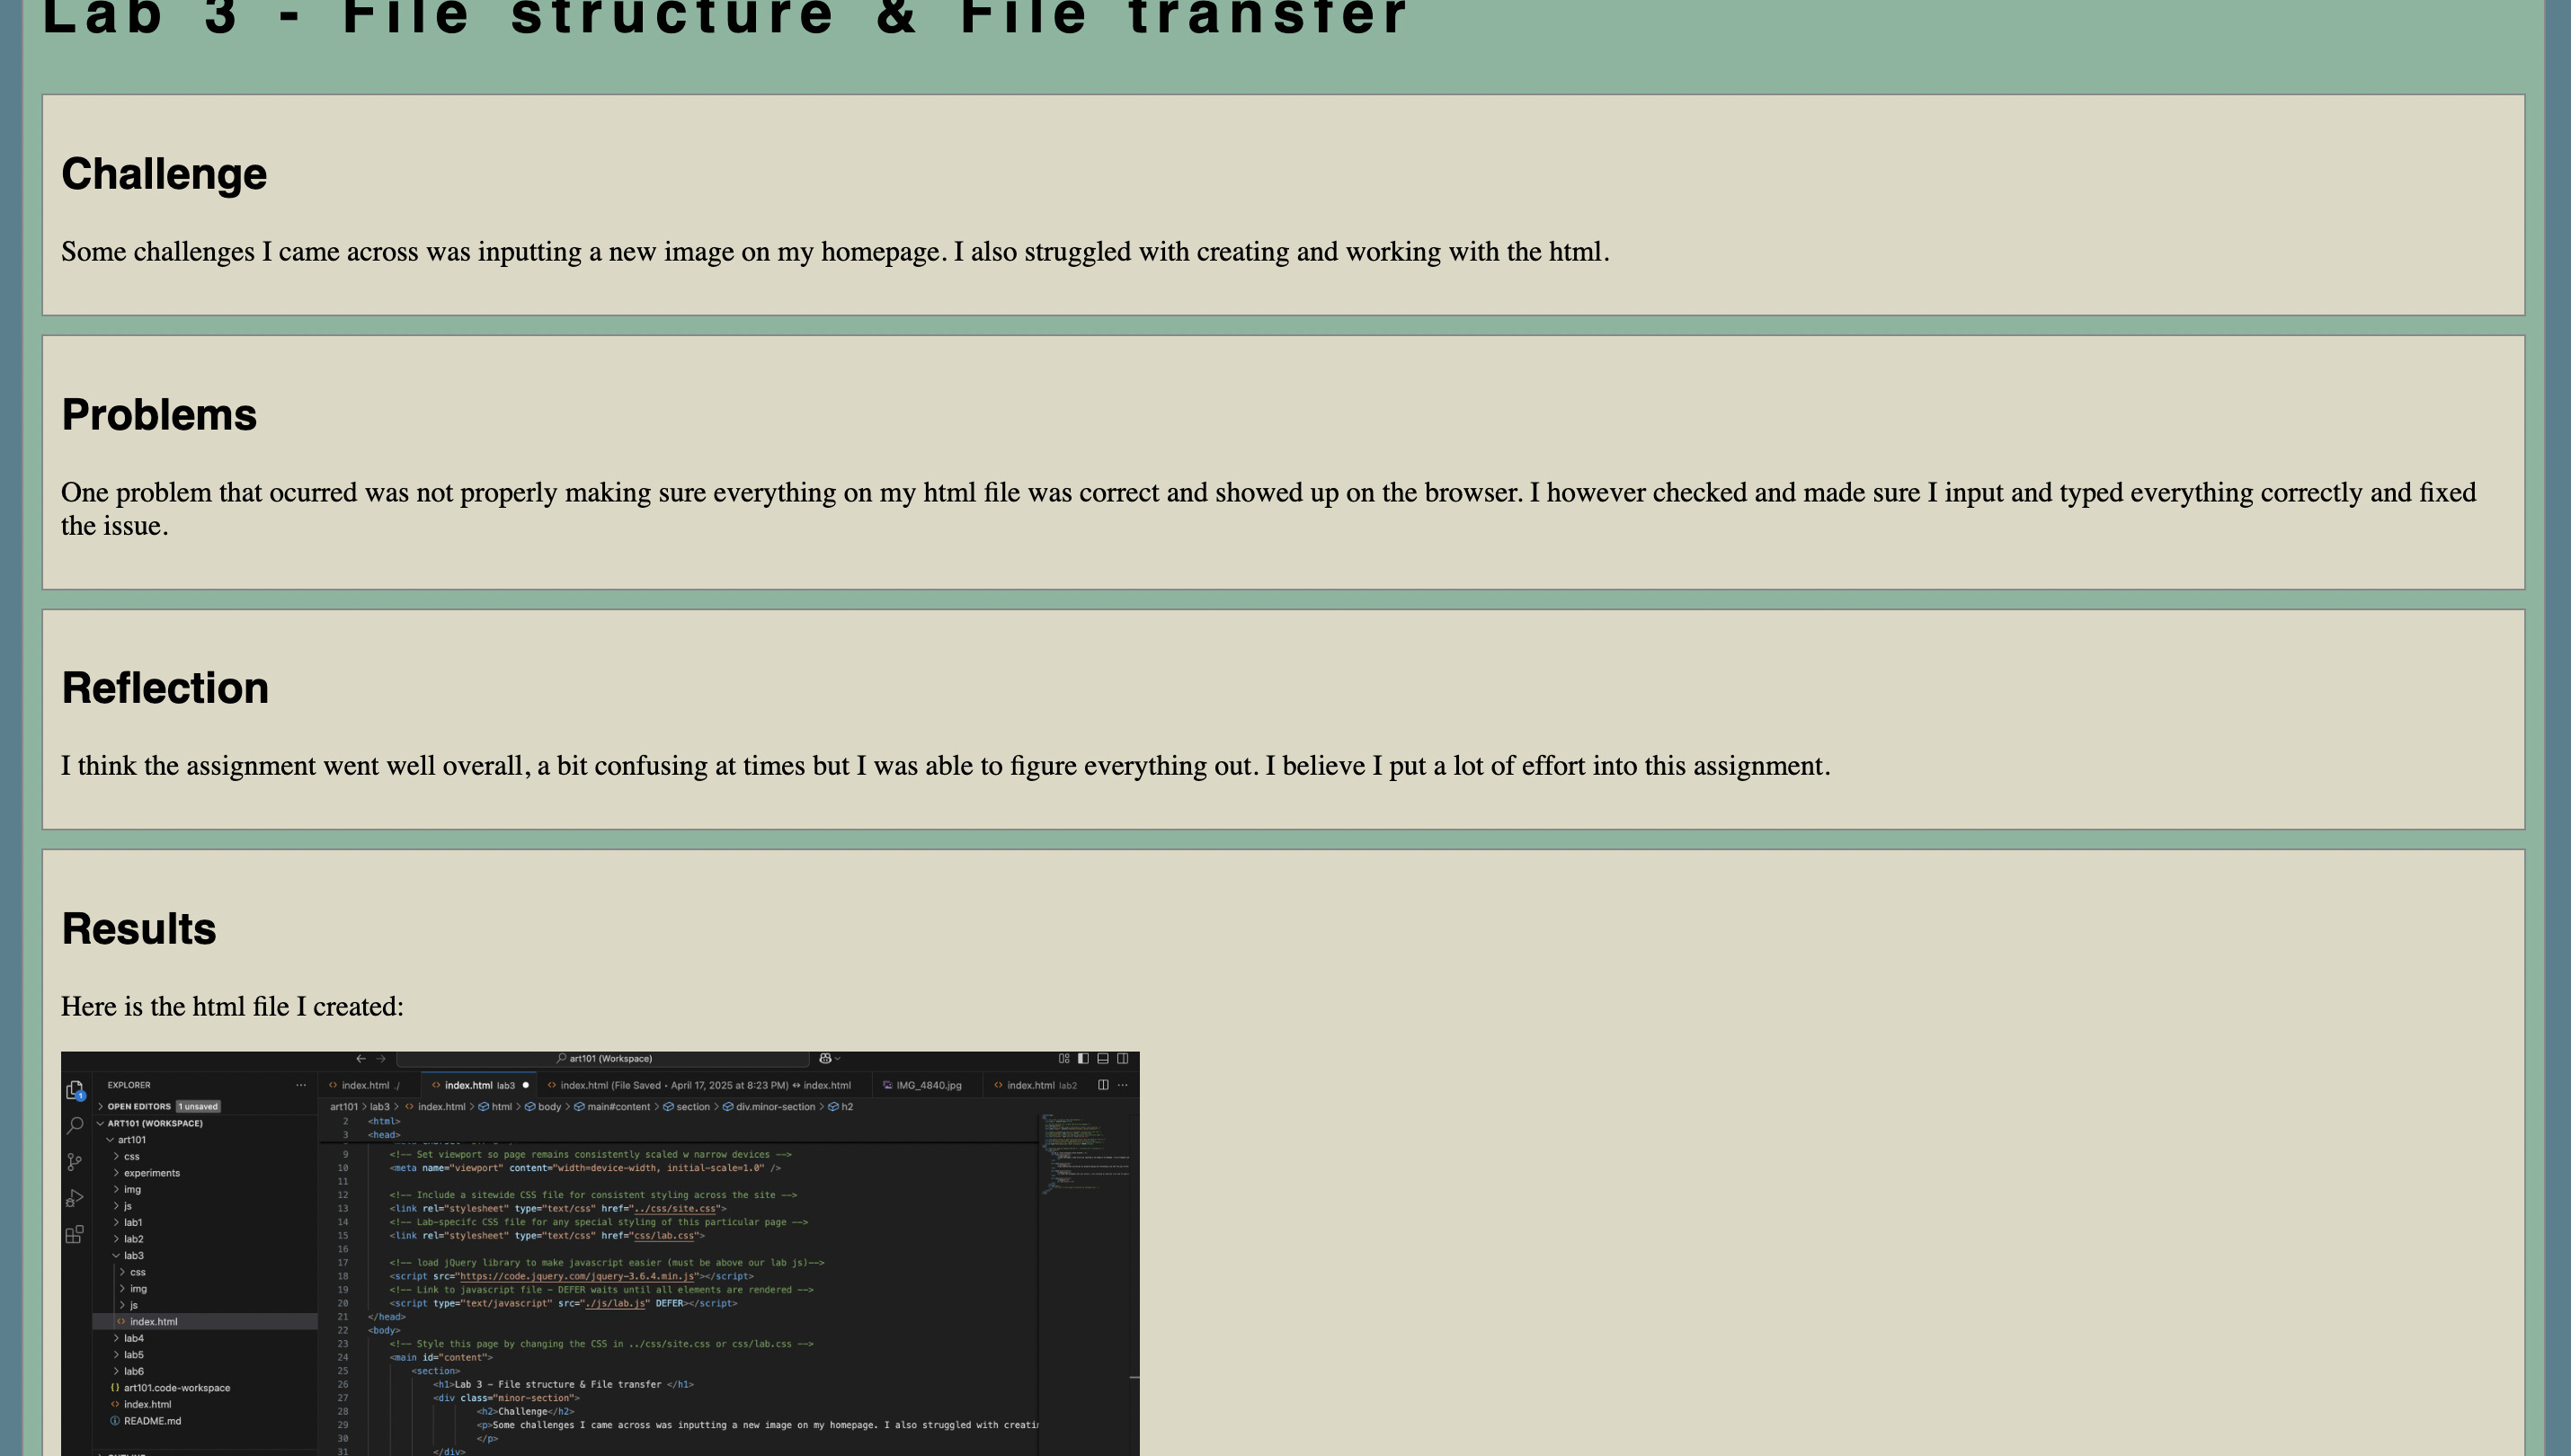 Lab 3 - File structure & File transfer
Challenge
Some challenges I came across was inputting a new image on my homepage. I also struggled with creating and working with the html.
Problems
One problem that ocurred was not properly making sure everything on my html file was correct and showed up on the browser. I however checked and made sure I input and typed everything correctly and fixed
the issue.
Reflection
I think the assignment went well overall, a bit confusing at times but I was able to figure everything out. I believe I put a lot of effort into this assignment.
Results
Here is the html file I created:
art101 (Workspace)
EXPLORER
index.html ./
index.html lab3
index.html (File Saved • April 17, 2025 at 8:23 PM) ↔ index.html
IMG_4840.jpg
index.html lab2
OPEN EDITORS 1 unsaved
ART101 (WORKSPACE)
art101
css
experiments
img
js
lab1
lab2
lab3
css
img
js
index.html
lab4
lab5
lab6
art101.code-workspace
index.html
README.md
art101 > lab3 > index.html > html > body > main#content > section > div.minor-section > h2
2 <html>
3 <head>
9 <!-- Set viewport so page remains consistently scaled w narrow devices -->
10 <meta name="viewport" content="width=device-width, initial-scale=1.0" />
11
12 <!-- Include a sitewide CSS file for consistent styling across the site -->
13 <link rel="stylesheet" type="text/css" href="../css/site.css">
14 <!-- Lab-specifc CSS file for any special styling of this particular page -->
15 <link rel="stylesheet" type="text/css" href="css/lab.css">
16
17 <!-- load jQuery library to make javascript easier (must be above our lab js)-->
18 <script src="https://code.jquery.com/jquery-3.6.4.min.js"></script>
19 <!-- Link to javascript file - DEFER waits until all elements are rendered -->
20 <script type="text/javascript" src="./js/lab.js" DEFER></script>
21 </head>
22 <body>
23 <!-- Style this page by changing the CSS in ../css/site.css or css/lab.css -->
24 <main id="content">
25 <section>
26 <h1>Lab 3 - File structure & File transfer </h1>
27 <div class="minor-section">
28 <h2>Challenge</h2>
29 <p>Some challenges I came across was inputting a new image on my homepage. I also struggled with
30 </p>
31 </div>